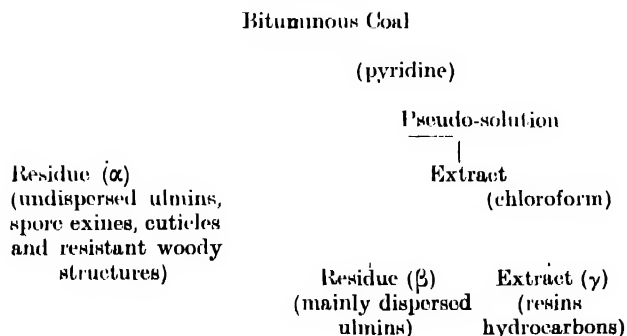 Bituminous Coal
(pyridine)
Pseudo-solution
Extract
(chloroform)
Residue (α)
(undispersed ulmins,
spore exines, cuticles
and resistant woody
structures)
Residue (β)
(mainly dispersed
ulmins)
Extract (γ)
(resins
hydrocarbons)